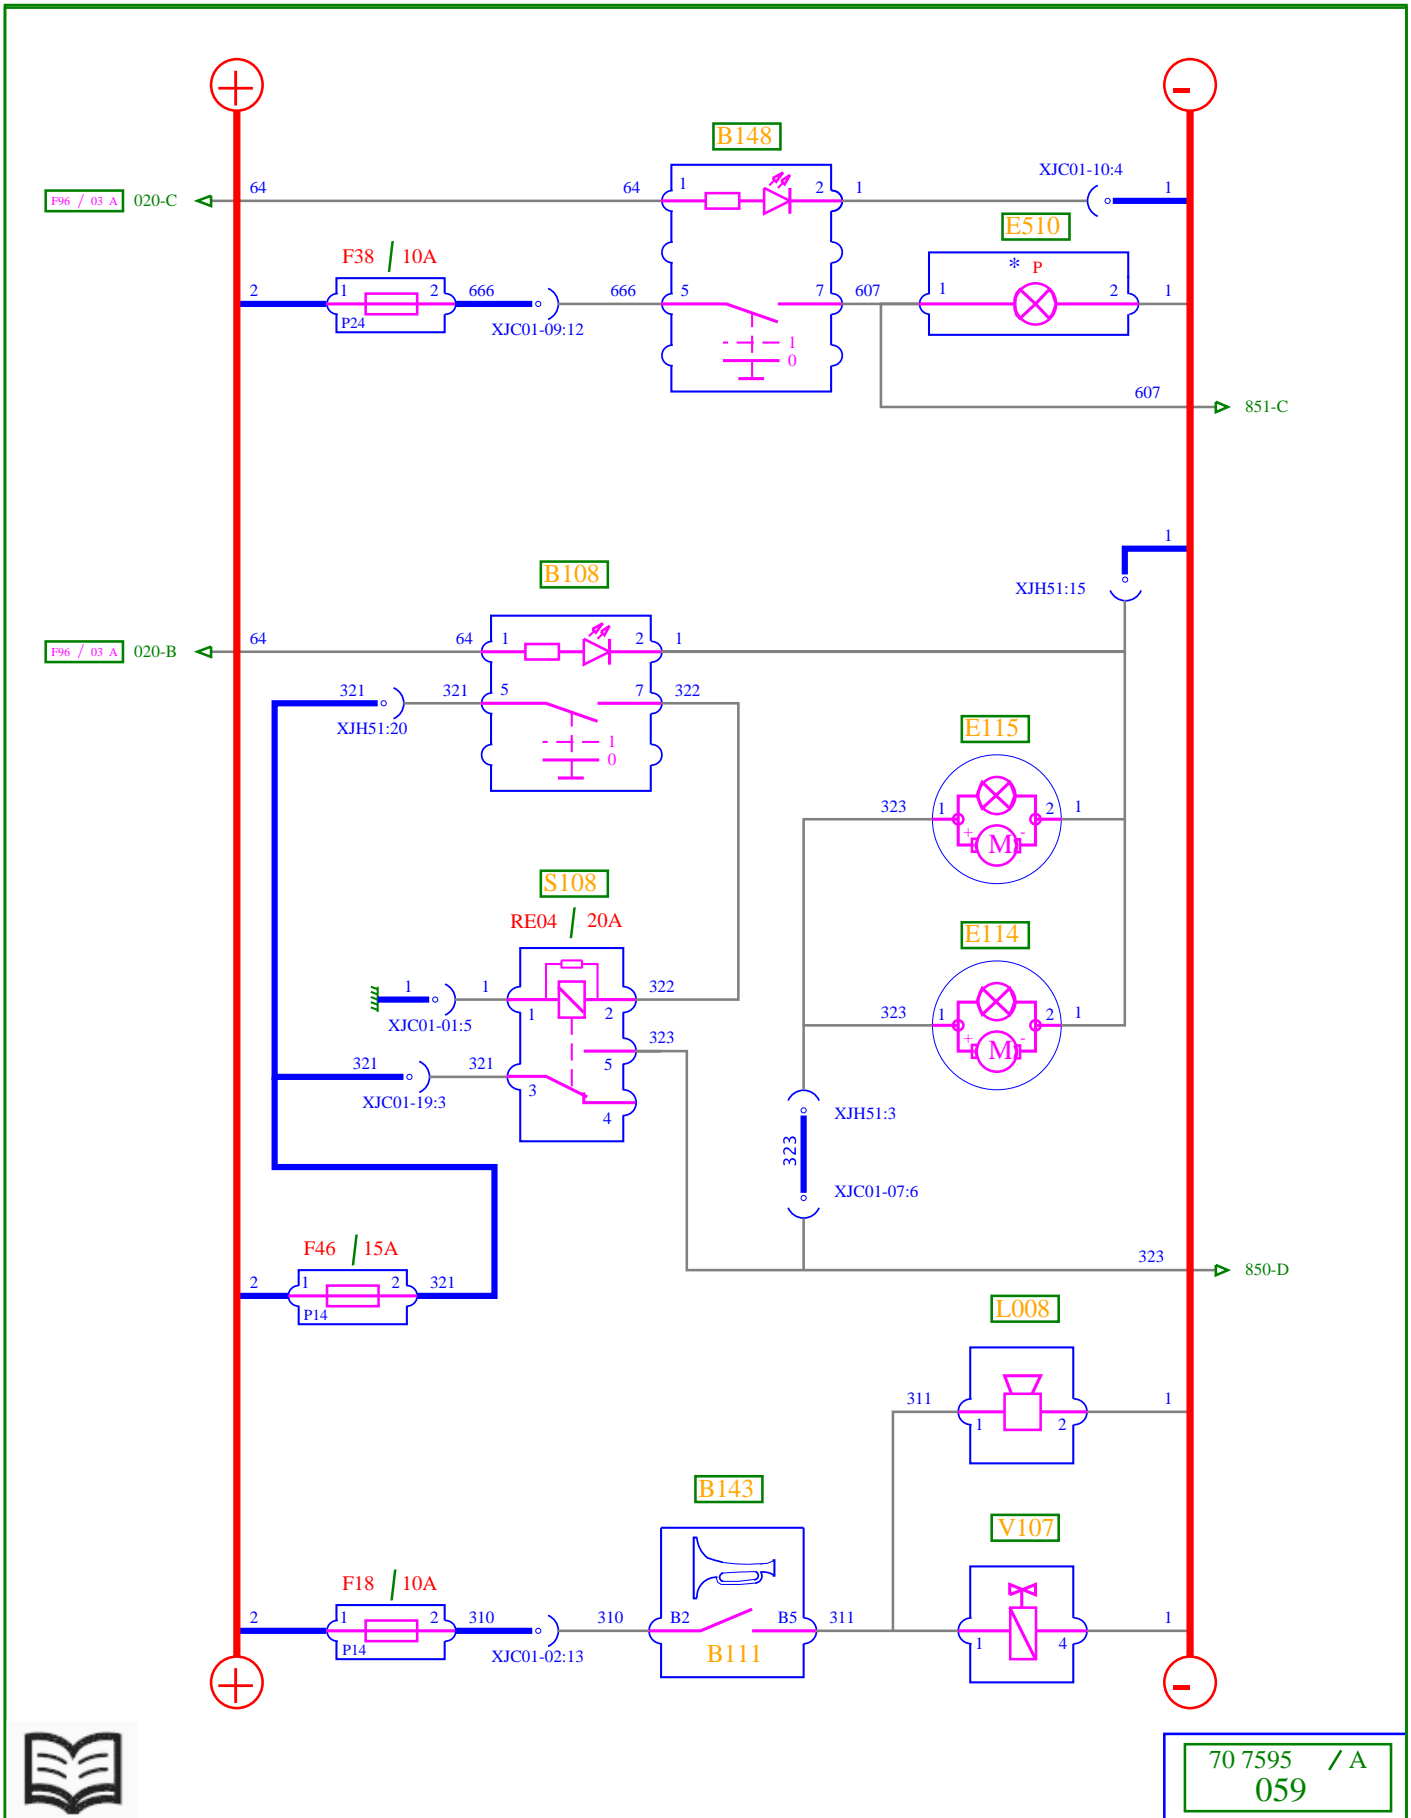 B148
XJC01-10:4
F96 / 03 A 020-C 64 64 1 2 1 1
E510
F38 / 10A
* P
2 1 2 666 666 5 7 607 1 2 1
P24 XJC01-09:12
1
0
607 851-C
1
B108
XJH51:15
F96 / 03 A 020-B 64 64 1 2 1
321 321 5 7 322
XJH51:20
E115
1
0
323 1 2 1
+ -
M
S108
RE04 / 20A
E114
1 1 322
1 2
XJC01-01:5
323 1 2 1
323
+ -
M
321 321 5
3
XJC01-19:3
4
XJH51:3
323
XJC01-07:6
F46 / 15A
323 850-D
2 1 2 321
P14
L008
311 1
1 2
B143
V107
F18 / 10A
2 1 2 310 310 B2 B5 311 1
P14 XJC01-02:13 B111 1 4
70 7595 / A
059